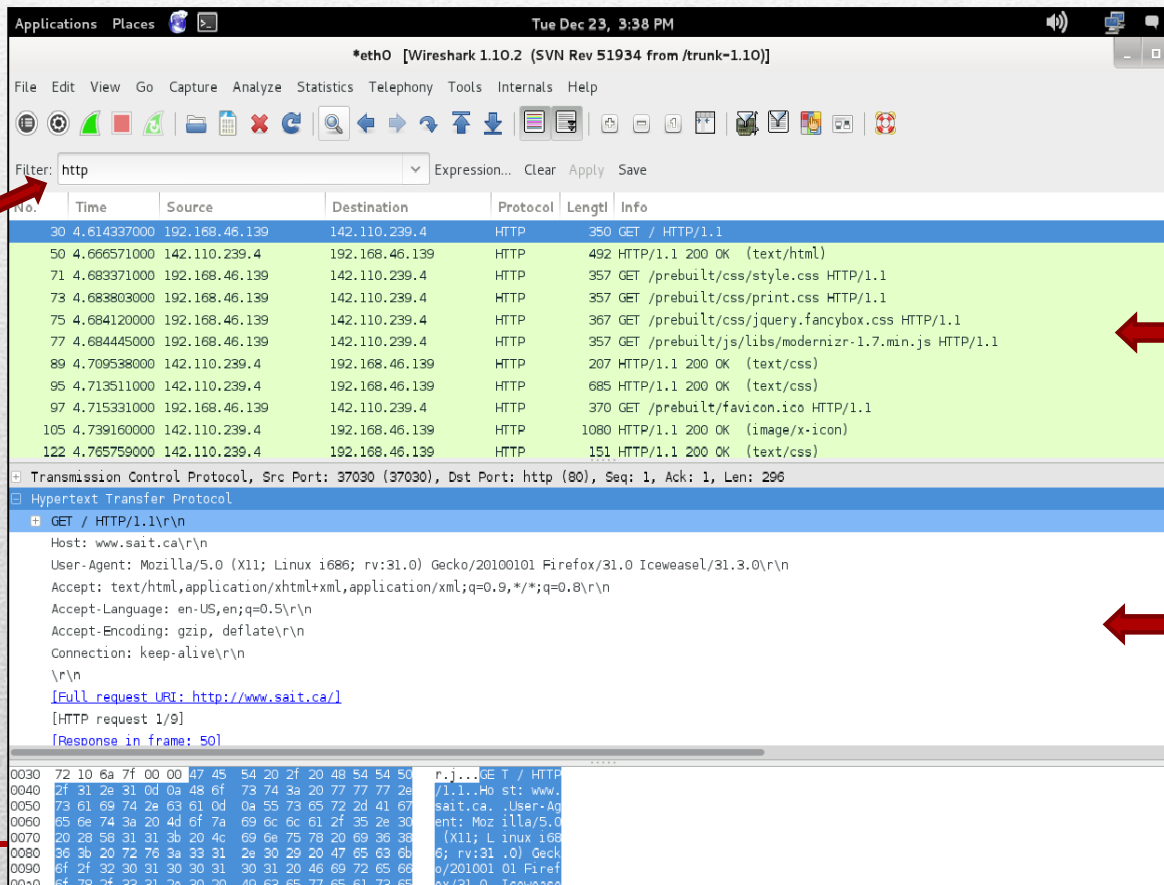 Applications Places Tue Dec 23, 3:38 PM
*eth0 [Wireshark 1.10.2 (SVN Rev 51934 from /trunk-1.10)]
File Edit View Go Capture Analyze Statistics Telephony Tools Internals Help
Filter: http Expression... Clear Apply Save
No. Time Source Destination Protocol Lengtl Info
30 4.614337000 192.168.46.139 142.110.239.4 HTTP 350 GET / HTTP/1.1
50 4.666571000 142.110.239.4 192.168.46.139 HTTP 492 HTTP/1.1 200 OK (text/html)
71 4.683371000 192.168.46.139 142.110.239.4 HTTP 357 GET /prebuilt/css/style.css HTTP/1.1
73 4.683803000 192.168.46.139 142.110.239.4 HTTP 357 GET /prebuilt/css/print.css HTTP/1.1
75 4.684120000 192.168.46.139 142.110.239.4 HTTP 367 GET /prebuilt/css/jquery.fancybox.css HTTP/1.1
77 4.684445000 192.168.46.139 142.110.239.4 HTTP 357 GET /prebuilt/js/libs/modernizr-1.7.min.js HTTP/1.1
89 4.709538000 142.110.239.4 192.168.46.139 HTTP 207 HTTP/1.1 200 OK (text/css)
95 4.713511000 142.110.239.4 192.168.46.139 HTTP 685 HTTP/1.1 200 OK (text/css)
97 4.715331000 192.168.46.139 142.110.239.4 HTTP 370 GET /prebuilt/favicon.ico HTTP/1.1
105 4.739160000 142.110.239.4 192.168.46.139 HTTP 1080 HTTP/1.1 200 OK (image/x-icon)
122 4.765759000 142.110.239.4 192.168.46.139 HTTP 151 HTTP/1.1 200 OK (text/css)
Transmission Control Protocol, Src Port: 37030 (37030), Dst Port: http (80), Seq: 1, Ack: 1, Len: 296
Hypertext Transfer Protocol
GET / HTTP/1.1\r\n
Host: www.sait.ca\r\n
User-Agent: Mozilla/5.0 (X11; Linux i686; rv:31.0) Gecko/20100101 Firefox/31.0 Iceweasel/31.3.0\r\n
Accept: text/html,application/xhtml+xml,application/xml;q=0.9,*/*;q=0.8\r\n
Accept-Language: en-US,en;q=0.5\r\n
Accept-Encoding: gzip, deflate\r\n
Connection: keep-alive\r\n
\r\n
[Full request URI: http://www.sait.ca/]
[HTTP request 1/9]
[Response in frame: 50]
0030 72 10 6a 7f 00 00 47 45 54 20 2f 20 48 54 54 50 r.j...GE T / HTTP
0040 2f 31 2e 31 0d 0a 48 6f 73 74 3a 20 77 77 77 2e /1.1..Ho st: www.
0050 73 61 69 74 2e 63 61 0d 0a 55 73 65 72 2d 41 67 sait.ca. .User-Ag
0060 65 6e 74 3a 20 4d 6f 7a 69 6c 6c 61 2f 35 2e 30 ent: Moz illa/5.0
0070 20 28 58 31 31 3b 20 4c 69 6e 75 78 20 69 36 38 (X11; L inux i68
0080 36 3b 20 72 76 3a 33 31 2e 30 29 20 47 65 63 6b 6; rv:31 .0) Geck
0090 6f 2f 32 30 31 30 30 31 30 31 20 46 69 72 65 66 o/201001 01 Firef
00a0 6f 78 2f 33 31 2e 30 20 49 63 65 77 65 61 73 65 ox/31.0 Icewease